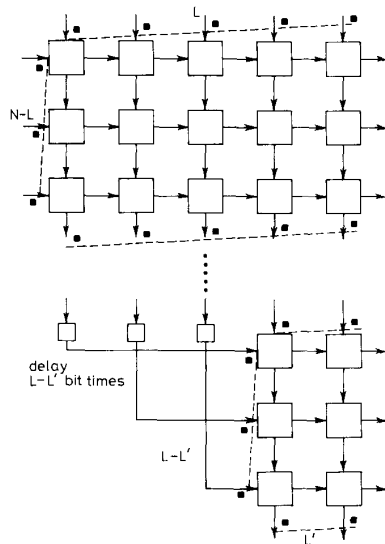 L
N-L
delay
L-L' bit times
L-L'
L'